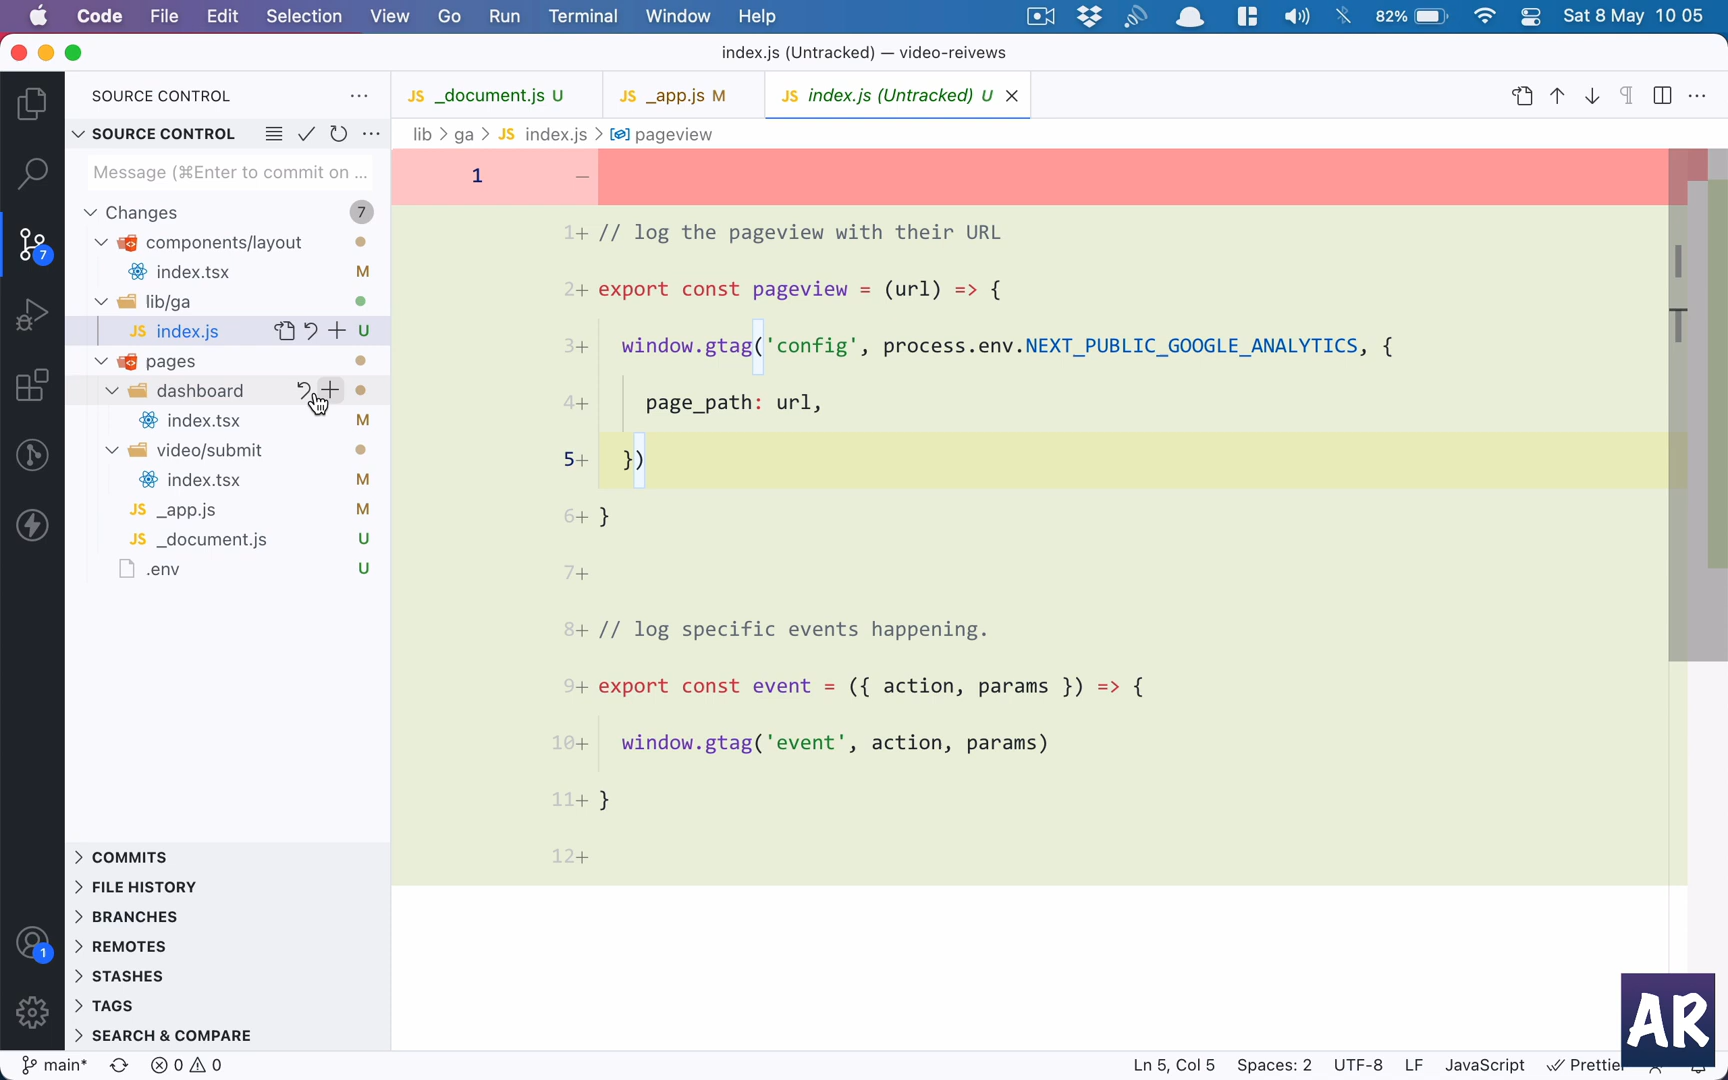 Code File Edit Selection View Go Run Terminal Window Help 82% Sat 8 May 10 05
index.js (Untracked) — video-reivews
SOURCE CONTROL
JS _document.js U
JS _app.js M
JS index.js (Untracked) U
SOURCE CONTROL
lib > ga > JS index.js > pageview
Message (⌘Enter to commit on ...
Changes 7
components/layout
index.tsx M
lib/ga
JS index.js U
pages
dashboard
index.tsx M
video/submit
index.tsx M
JS _app.js M
JS _document.js U
.env U
7
1
COMMITS
FILE HISTORY
BRANCHES
REMOTES
STASHES
TAGS
SEARCH & COMPARE
1 —
1+ // log the pageview with their URL
2+ export const pageview = (url) => {
3+ window.gtag('config', process.env.NEXT_PUBLIC_GOOGLE_ANALYTICS, {
4+ page_path: url,
5+ })
6+ }
7+
8+ // log specific events happening.
9+ export const event = ({ action, params }) => {
10+ window.gtag('event', action, params)
11+ }
12+
AR
main* 0 0 Ln 5, Col 5 Spaces: 2 UTF-8 LF JavaScript